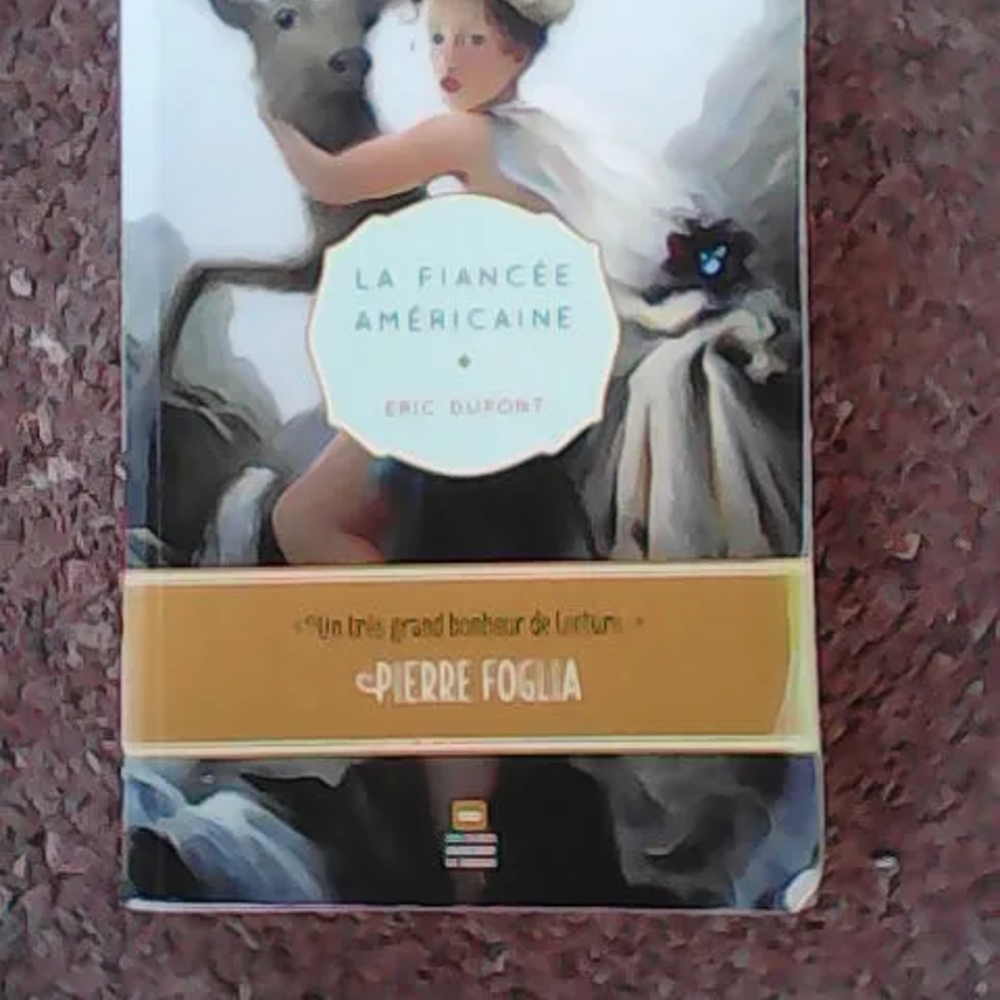 LA FIANCÉE
AMÉRICAINE
ERIC DUPONT
«Un très grand bonheur de lecture.»
PIERRE FOGLIA